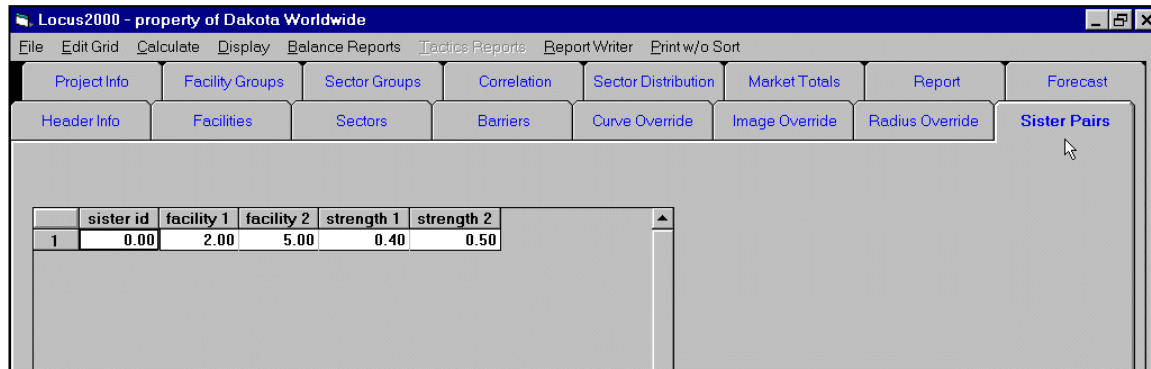 Locus2000 - property of Dakota Worldwide
File Edit Grid Calculate Display Balance Reports Tactics Reports Report Writer Print w/o Sort
Project Info Facility Groups Sector Groups Correlation Sector Distribution Market Totals Report Forecast
Header Info Facilities Sectors Barriers Curve Override Image Override Radius Override Sister Pairs
sister id facility 1 facility 2 strength 1 strength 2
1 0.00 2.00 5.00 0.40 0.50